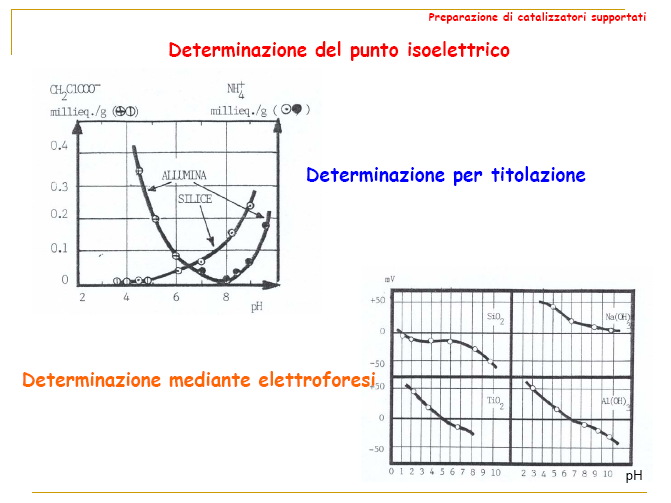 Preparazione di catalizzatori supportati
Determinazione del punto isoelettrico
CH2ClOOO⁻ NH4+
millieq./g ( ) millieq./g ( )
0.4
0.3
0.2
0.1
0
ALLUMINA
SILICE
2 4 6 8
pH
Determinazione per titolazione
mV
+50
0
-50
SiO2
Na(OH)3
Determinazione mediante elettroforesi
+50
0
-50
TiO2
Al(OH)3
0 1 2 3 4 5 6 7 8 9 10 2 3 4 5 6 7 8 9 10
pH